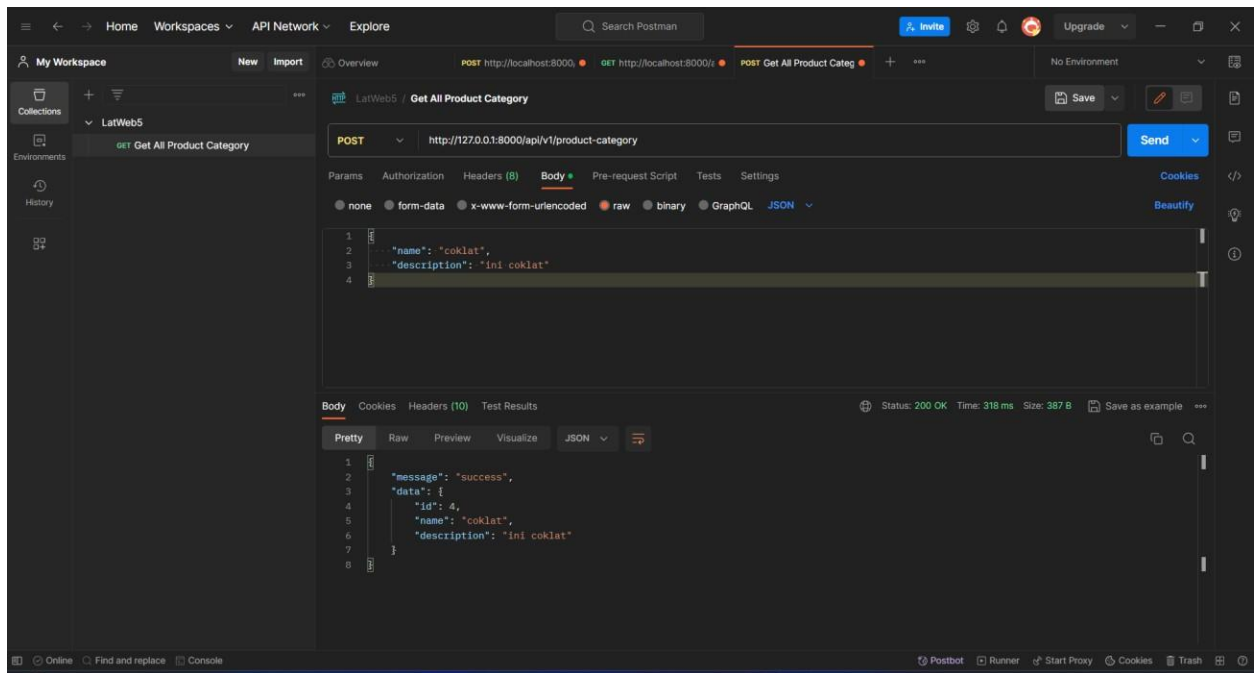 Home Workspaces API Network Explore Search Postman Invite Upgrade
My Workspace New Import Overview POST http://localhost:8000, GET http://localhost:8000/a POST Get All Product Categ No Environment
Collections
Environments
History
LatWeb5
GET Get All Product Category
HTTP LatWeb5 / Get All Product Category Save
POST http://127.0.0.1:8000/api/v1/product-category Send
Params Authorization Headers (8) Body Pre-request Script Tests Settings Cookies
none form-data x-www-form-urlencoded raw binary GraphQL JSON Beautify
1 {
2 "name": "coklat",
3 "description": "ini coklat"
4 }
Body Cookies Headers (10) Test Results Status: 200 OK Time: 318 ms Size: 387 B Save as example
Pretty Raw Preview Visualize JSON
1 {
2 "message": "success",
3 "data": {
4 "id": 4,
5 "name": "coklat",
6 "description": "ini coklat"
7 }
8 }
Online Find and replace Console Postbot Runner Start Proxy Cookies Trash